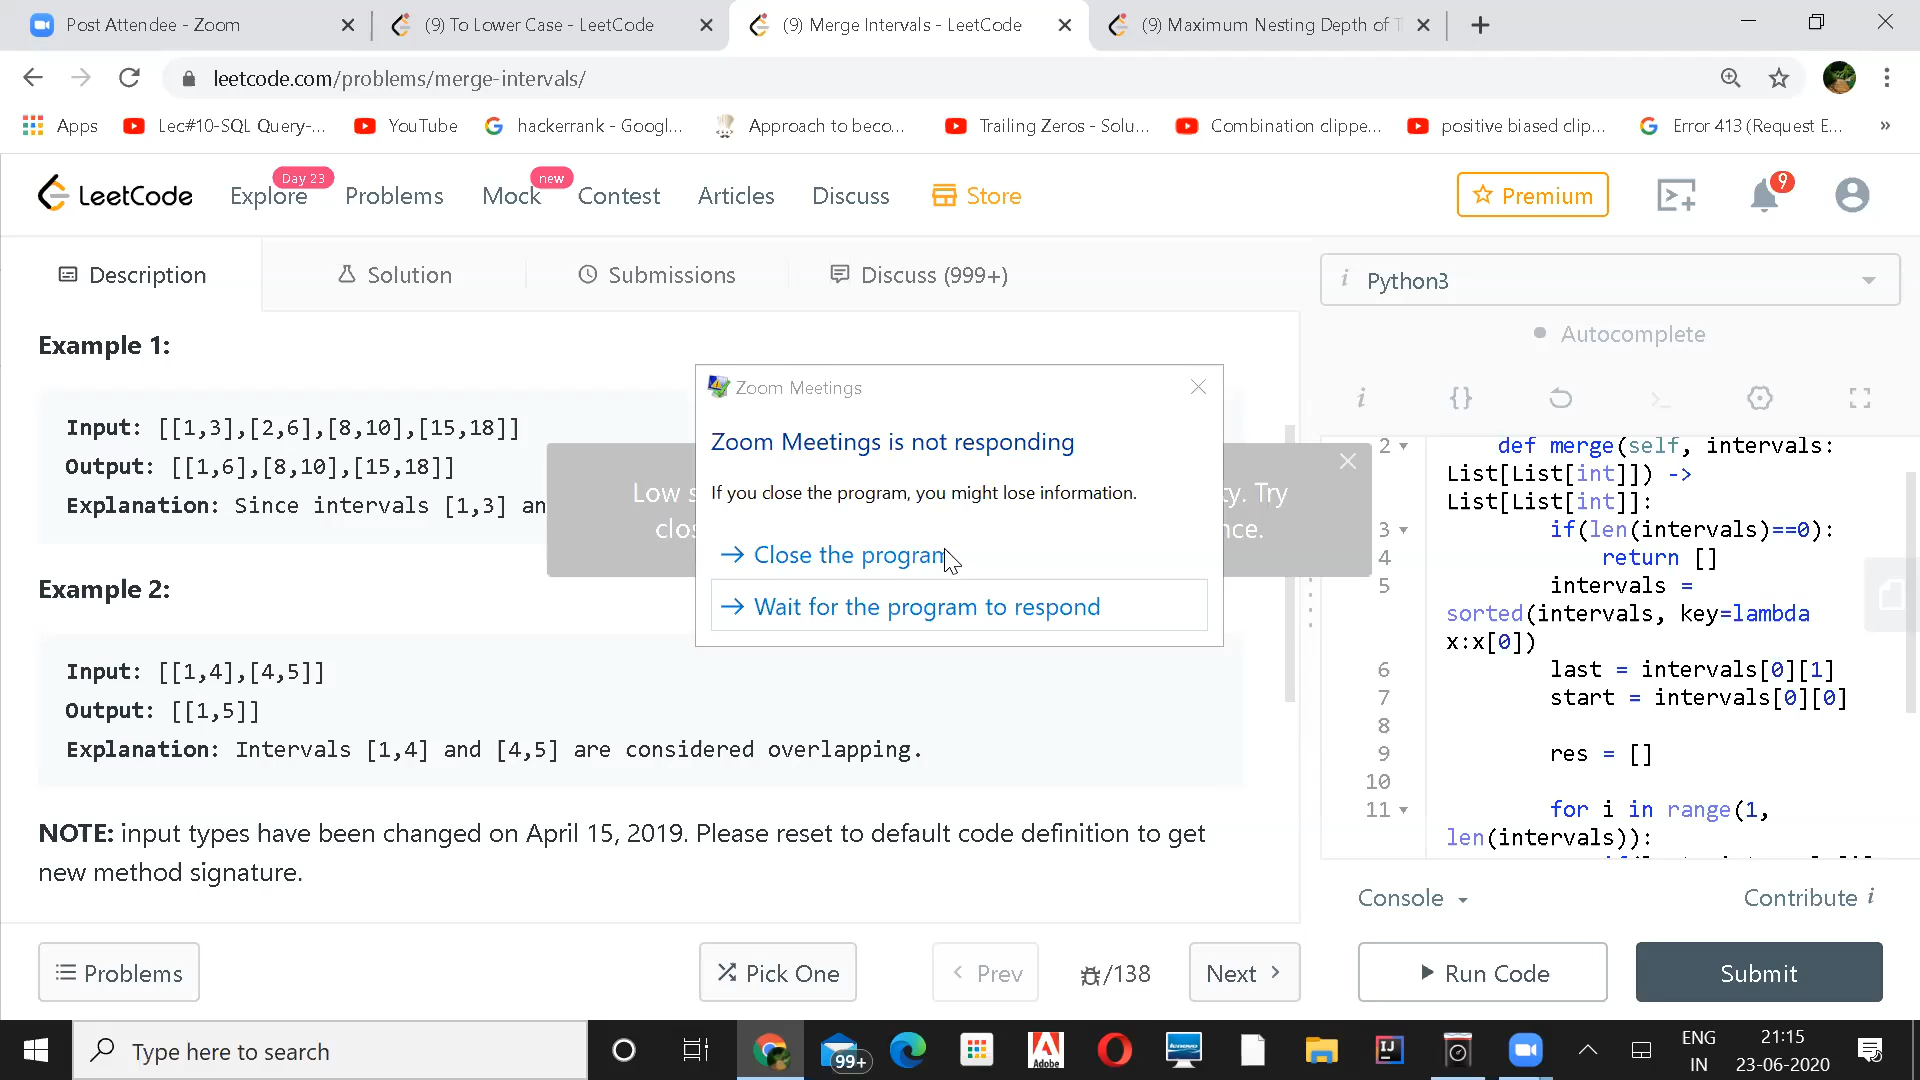 Post Attendee - Zoom
(9) To Lower Case - LeetCode
(9) Merge Intervals - LeetCode
(9) Maximum Nesting Depth of T
leetcode.com/problems/merge-intervals/
Apps
Lec#10-SQL Query-...
YouTube
hackerrank - Googl...
Approach to beco...
Trailing Zeros - Solu...
Combination clippe...
positive biased clip...
Error 413 (Request E...
»
LeetCode
Explore
Day 23
Problems
Mock
new
Contest
Articles
Discuss
Store
Premium
9
Description
Solution
Submissions
Discuss (999+)
i Python3
Autocomplete
Example 1:
Input: [[1,3],[2,6],[8,10],[15,18]]
Output: [[1,6],[8,10],[15,18]]
Explanation: Since intervals [1,3] an
Example 2:
Input: [[1,4],[4,5]]
Output: [[1,5]]
Explanation: Intervals [1,4] and [4,5] are considered overlapping.
NOTE: input types have been changed on April 15, 2019. Please reset to default code definition to get
new method signature.
Low
Try
Zoom Meetings
Zoom Meetings is not responding
If you close the program, you might lose information.
Close the program
Wait for the program to respond
i {}
2 def merge(self, intervals:
List[List[int]]) ->
List[List[int]]:
3 if(len(intervals)==0):
4 return []
5 intervals =
sorted(intervals, key=lambda
x:x[0])
6 last = intervals[0][1]
7 start = intervals[0][0]
8
9 res = []
10
11 for i in range(1,
len(intervals)):
Console
Contribute i
Problems
Pick One
Prev
/138
Next
Run Code
Submit
Type here to search
99+
Adobe
lenovo
IJ
ENG
IN
21:15
23-06-2020